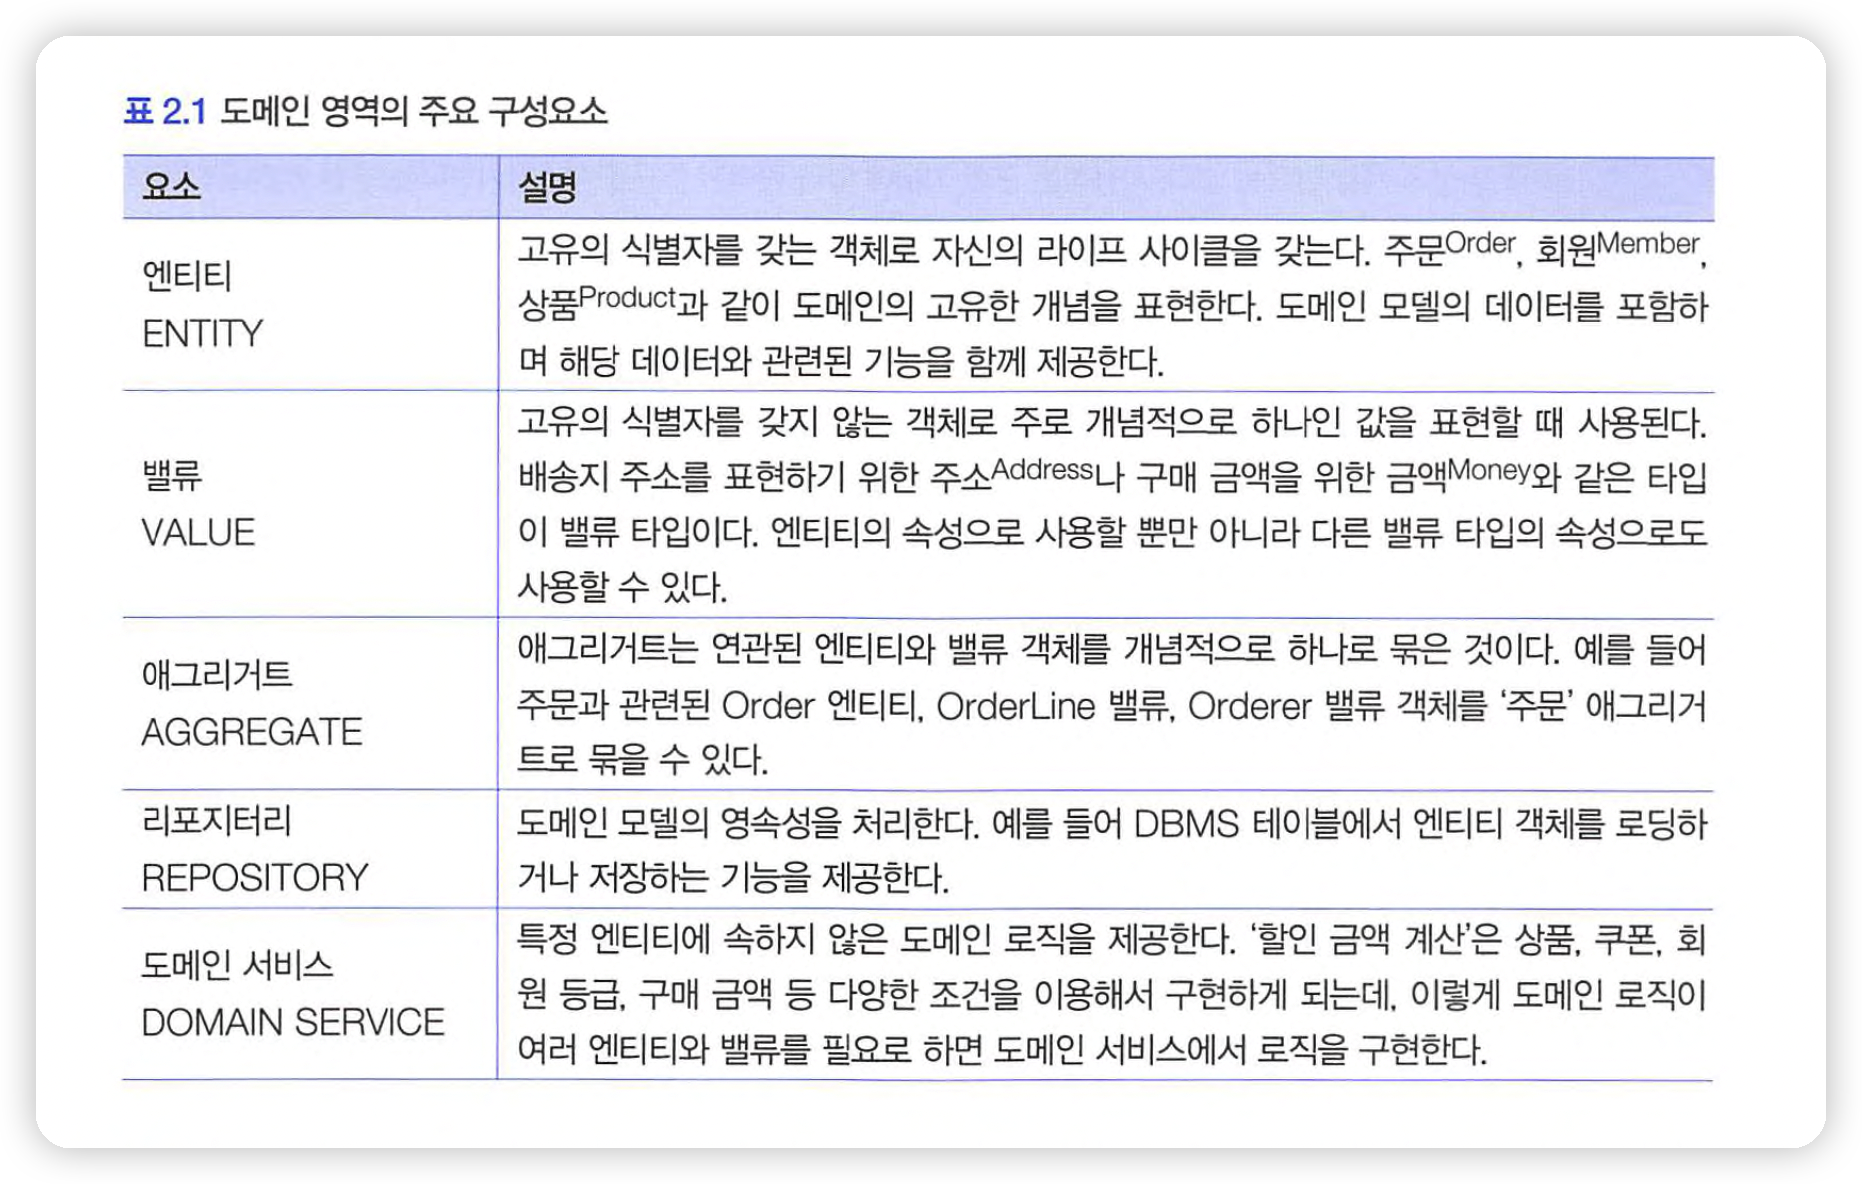 표 2.1 도메인 영역의 주요 구성요소
요소
설명
엔티티
ENTITY
고유의 식별자를 갖는 객체로 자신의 라이프 사이클을 갖는다. 주문Order, 회원Member,
상품Product과 같이 도메인의 고유한 개념을 표현한다. 도메인 모델의 데이터를 포함하
며 해당 데이터와 관련된 기능을 함께 제공한다.
밸류
VALUE
고유의 식별자를 갖지 않는 객체로 주로 개념적으로 하나인 값을 표현할 때 사용된다.
배송지 주소를 표현하기 위한 주소Address나 구매 금액을 위한 금액Money와 같은 타입
이 밸류 타입이다. 엔티티의 속성으로 사용할 뿐만 아니라 다른 밸류 타입의 속성으로도
사용할 수 있다.
애그리거트
AGGREGATE
애그리거트는 연관된 엔티티와 밸류 객체를 개념적으로 하나로 묶은 것이다. 예를 들어
주문과 관련된 Order 엔티티, OrderLine 밸류, Orderer 밸류 객체를 ‘주문’ 애그리거
트로 묶을 수 있다.
리포지터리
REPOSITORY
도메인 모델의 영속성을 처리한다. 예를 들어 DBMS 테이블에서 엔티티 객체를 로딩하
거나 저장하는 기능을 제공한다.
도메인 서비스
DOMAIN SERVICE
특정 엔티티에 속하지 않은 도메인 로직을 제공한다. ‘할인 금액 계산’은 상품, 쿠폰, 회
원 등급, 구매 금액 등 다양한 조건을 이용해서 구현하게 되는데, 이렇게 도메인 로직이
여러 엔티티와 밸류를 필요로 하면 도메인 서비스에서 로직을 구현한다.